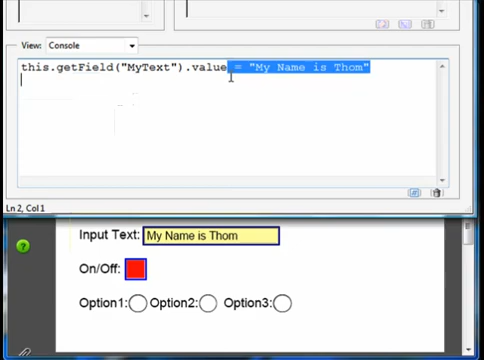 View: Console
this.getField("MyText").value = "My Name is Thom"
Ln 2, Col 1
Input Text: My Name is Thom
On/Off:
Option1: Option2: Option3: